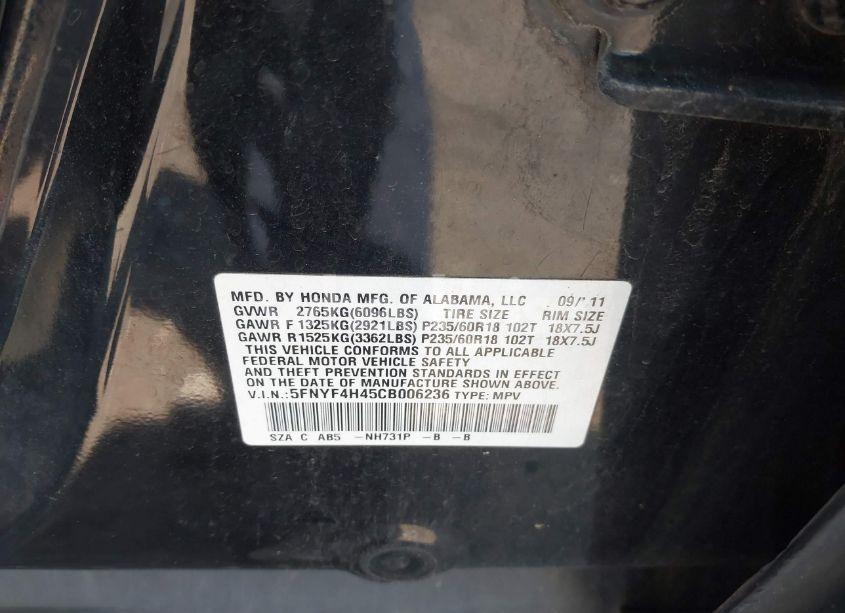 MFD. BY HONDA MFG. OF ALABAMA, LLC 09/'11
GVWR 2765KG(6096LBS) TIRE SIZE RIM SIZE
GAWR F 1325KG(2921LBS) P235/60R18 102T 18X7.5J
GAWR R 1525KG(3362LBS) P235/60R18 102T 18X7.5J
THIS VEHICLE CONFORMS TO ALL APPLICABLE
FEDERAL MOTOR VEHICLE SAFETY
AND THEFT PREVENTION STANDARDS IN EFFECT
ON THE DATE OF MANUFACTURE SHOWN ABOVE.
V.I.N.:5FNYF4H45CB006236 TYPE: MPV
SZA C AB5 -NH731P -B -B